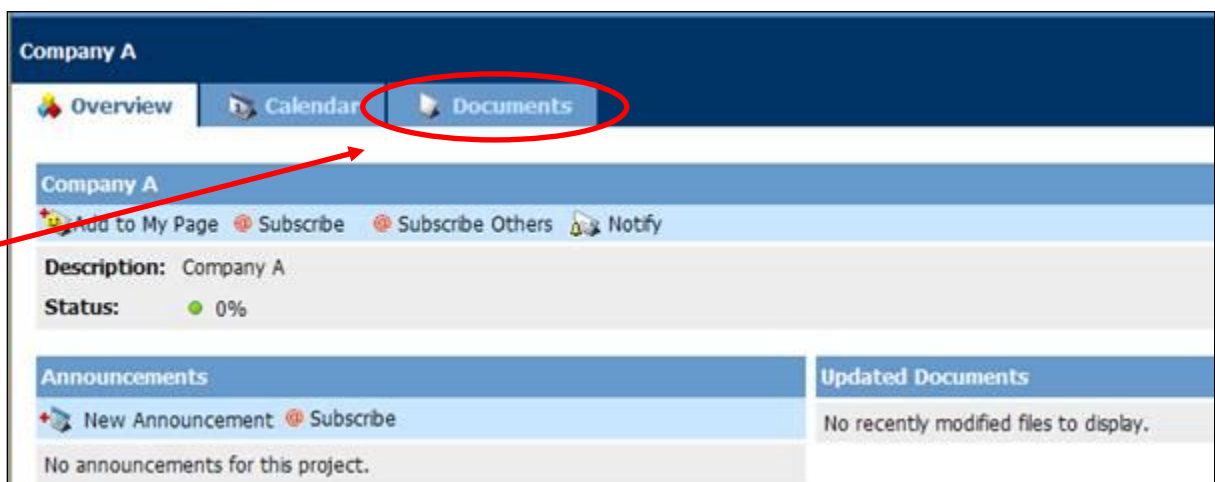 Company A
Overview Calendar Documents
Company A
Add to My Page @ Subscribe @ Subscribe Others Notify
Description: Company A
Status: 0%
Announcements
New Announcement @ Subscribe
No announcements for this project.
Updated Documents
No recently modified files to display.